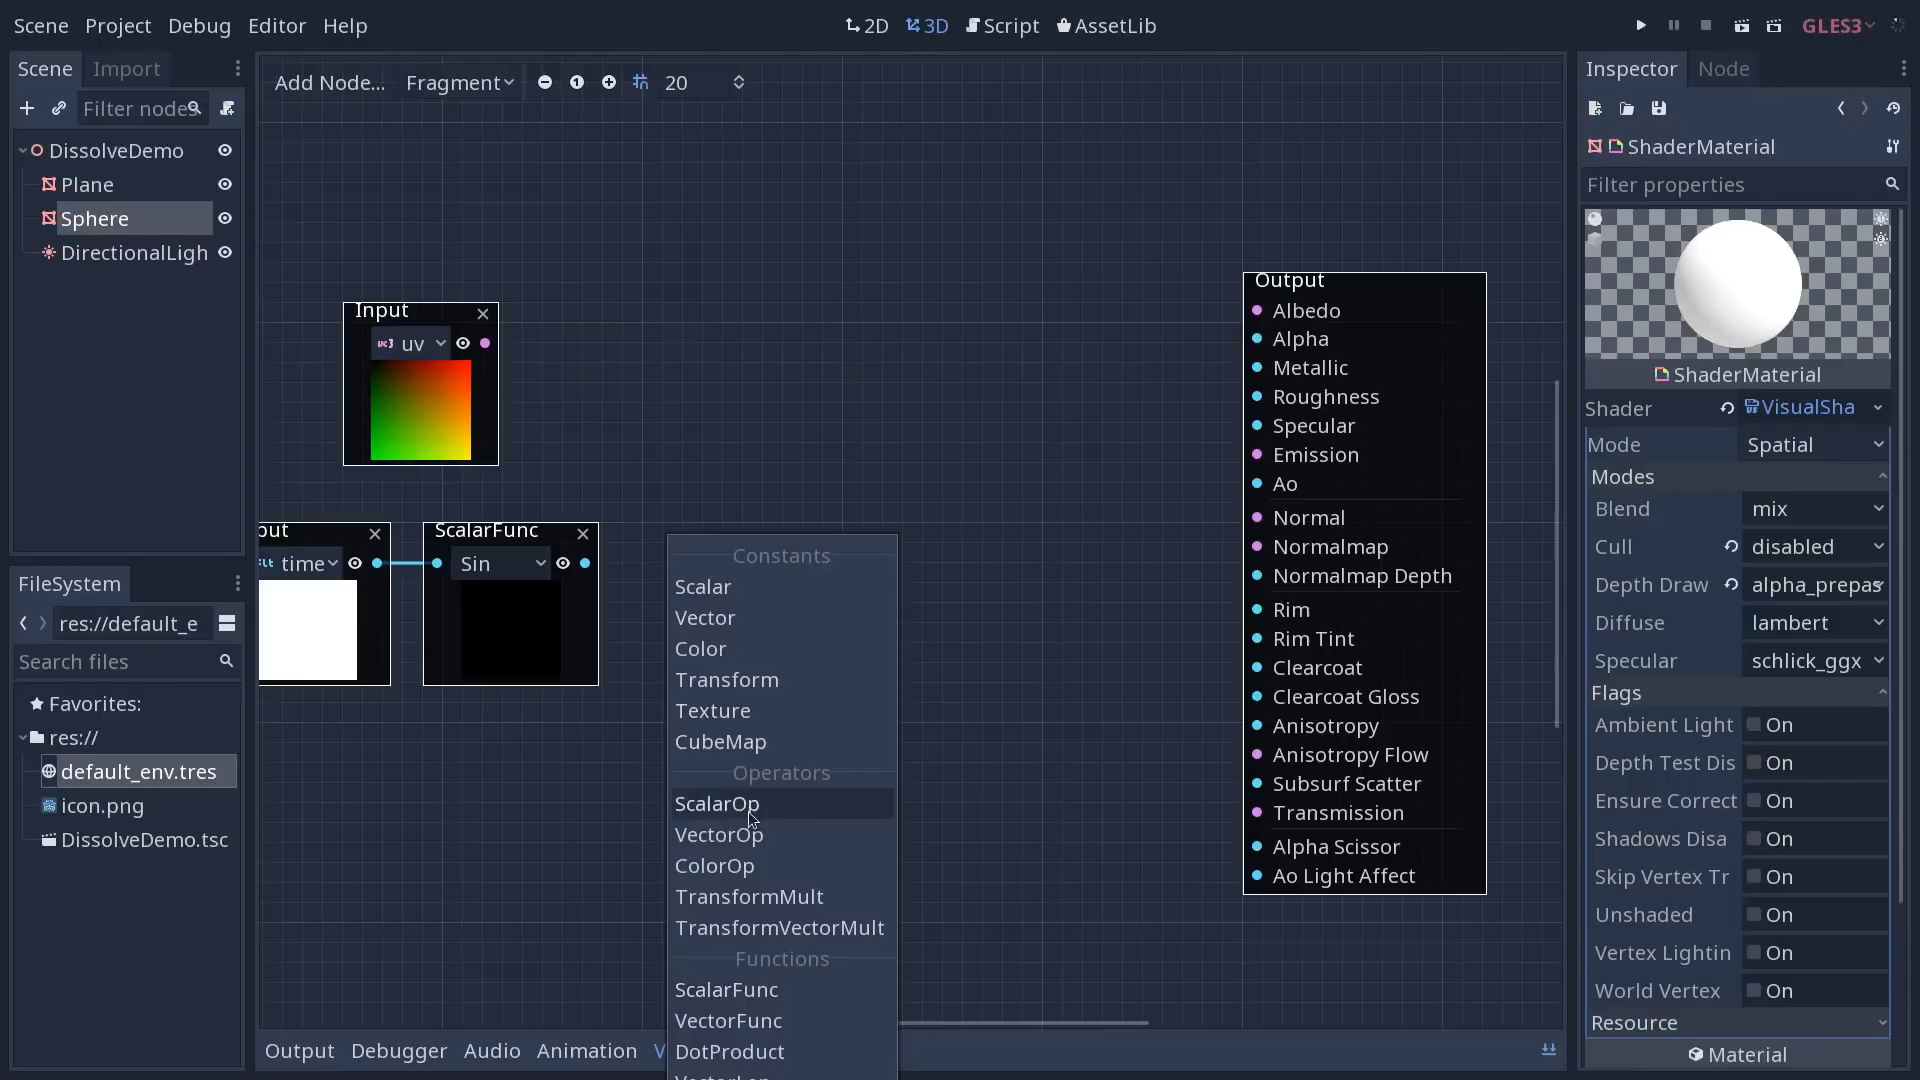 Scene Project Debug Editor Help
2D 3D Script AssetLib
GLES3
Scene Import
Filter nodes
DissolveDemo
Plane
Sphere
DirectionalLigh
FileSystem
res://default_e
Search files
Favorites:
res://
default_env.tres
icon.png
DissolveDemo.tsc
Add Node... Fragment 1 20
Input
uv
put
time
ScalarFunc
Sin
Constants
Scalar
Vector
Color
Transform
Texture
CubeMap
Operators
ScalarOp
VectorOp
ColorOp
TransformMult
TransformVectorMult
Functions
ScalarFunc
VectorFunc
DotProduct
Output
Albedo
Alpha
Metallic
Roughness
Specular
Emission
Ao
Normal
Normalmap
Normalmap Depth
Rim
Rim Tint
Clearcoat
Clearcoat Gloss
Anisotropy
Anisotropy Flow
Subsurf Scatter
Transmission
Alpha Scissor
Ao Light Affect
Output Debugger Audio Animation V
Inspector Node
ShaderMaterial
Filter properties
ShaderMaterial
Shader VisualSha
Mode Spatial
Modes
Blend mix
Cull disabled
Depth Draw alpha_prepas
Diffuse lambert
Specular schlick_ggx
Flags
Ambient Light On
Depth Test Dis On
Ensure Correct On
Shadows Disa On
Skip Vertex Tr On
Unshaded On
Vertex Lightin On
World Vertex On
Resource
Material